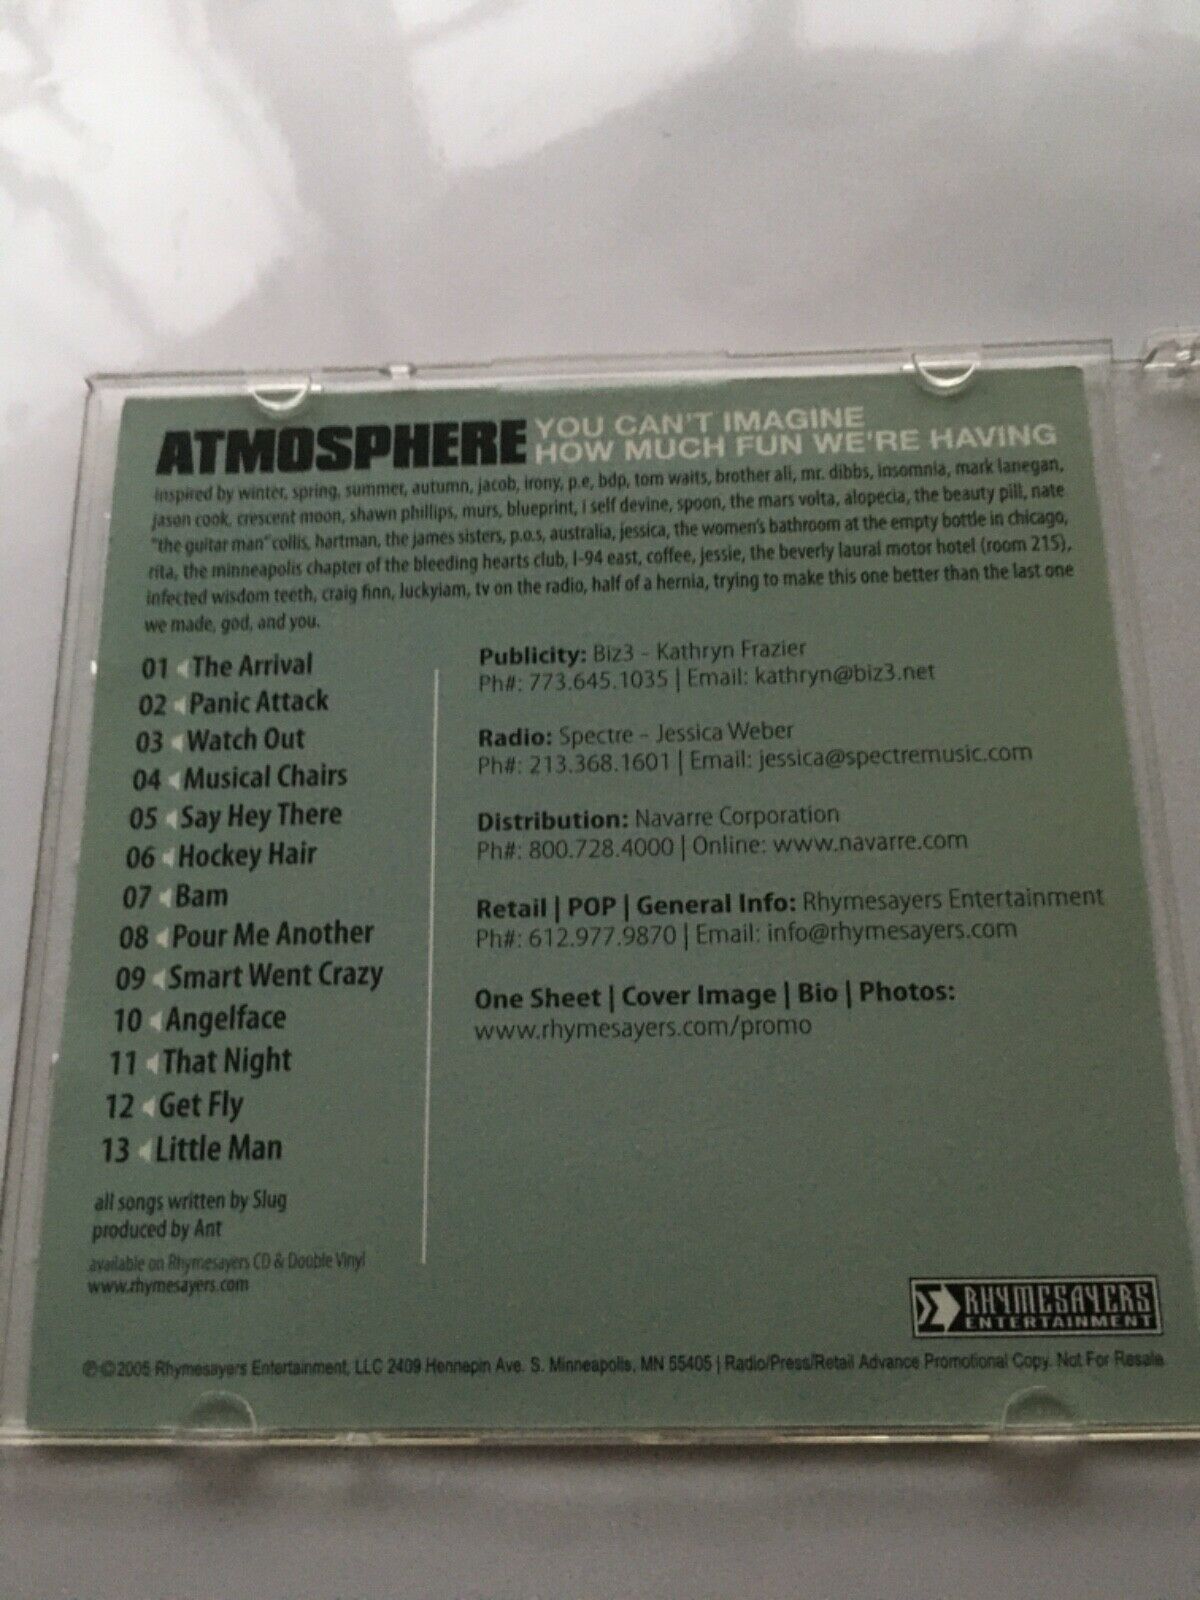 ATMOSPHERE YOU CAN'T IMAGINE
HOW MUCH FUN WE'RE HAVING
inspired by winter, spring, summer, autumn, jacob, irony, p.e, bdp, tom waits, brother ali, mr. dibbs, insomnia, mark lanegan,
jason cook, crescent moon, shawn phillips, murs, blueprint, i self devine, spoon, the mars volta, alopecia, the beauty pill, nate
"the guitar man" collis, hartman, the james sisters, p.o.s, australia, jessica, the women's bathroom at the empty bottle in chicago,
rita, the minneapolis chapter of the bleeding hearts club, I-94 east, coffee, jessie, the beverly laural motor hotel (room 215),
infected wisdom teeth, craig finn, luckyiam, tv on the radio, half of a hernia, trying to make this one better than the last one
we made, god, and you.
01 The Arrival
02 Panic Attack
03 Watch Out
04 Musical Chairs
05 Say Hey There
06 Hockey Hair
07 Bam
08 Pour Me Another
09 Smart Went Crazy
10 Angelface
11 That Night
12 Get Fly
13 Little Man
all songs written by Slug
produced by Ant
available on Rhymesayers CD & Double Vinyl
www.rhymesayers.com
Publicity: Biz3 – Kathryn Frazier
Ph#: 773.645.1035 | Email: kathryn@biz3.net
Radio: Spectre – Jessica Weber
Ph#: 213.368.1601 | Email: jessica@spectremusic.com
Distribution: Navarre Corporation
Ph#: 800.728.4000 | Online: www.navarre.com
Retail | POP | General Info: Rhymesayers Entertainment
Ph#: 612.977.9870 | Email: info@rhymesayers.com
One Sheet | Cover Image | Bio | Photos:
www.rhymesayers.com/promo
RHYMESAYERS
ENTERTAINMENT
℗©2005 Rhymesayers Entertainment, LLC 2409 Hennepin Ave. S. Minneapolis, MN 55405 | Radio/Press/Retail Advance Promotional Copy. Not For Resale